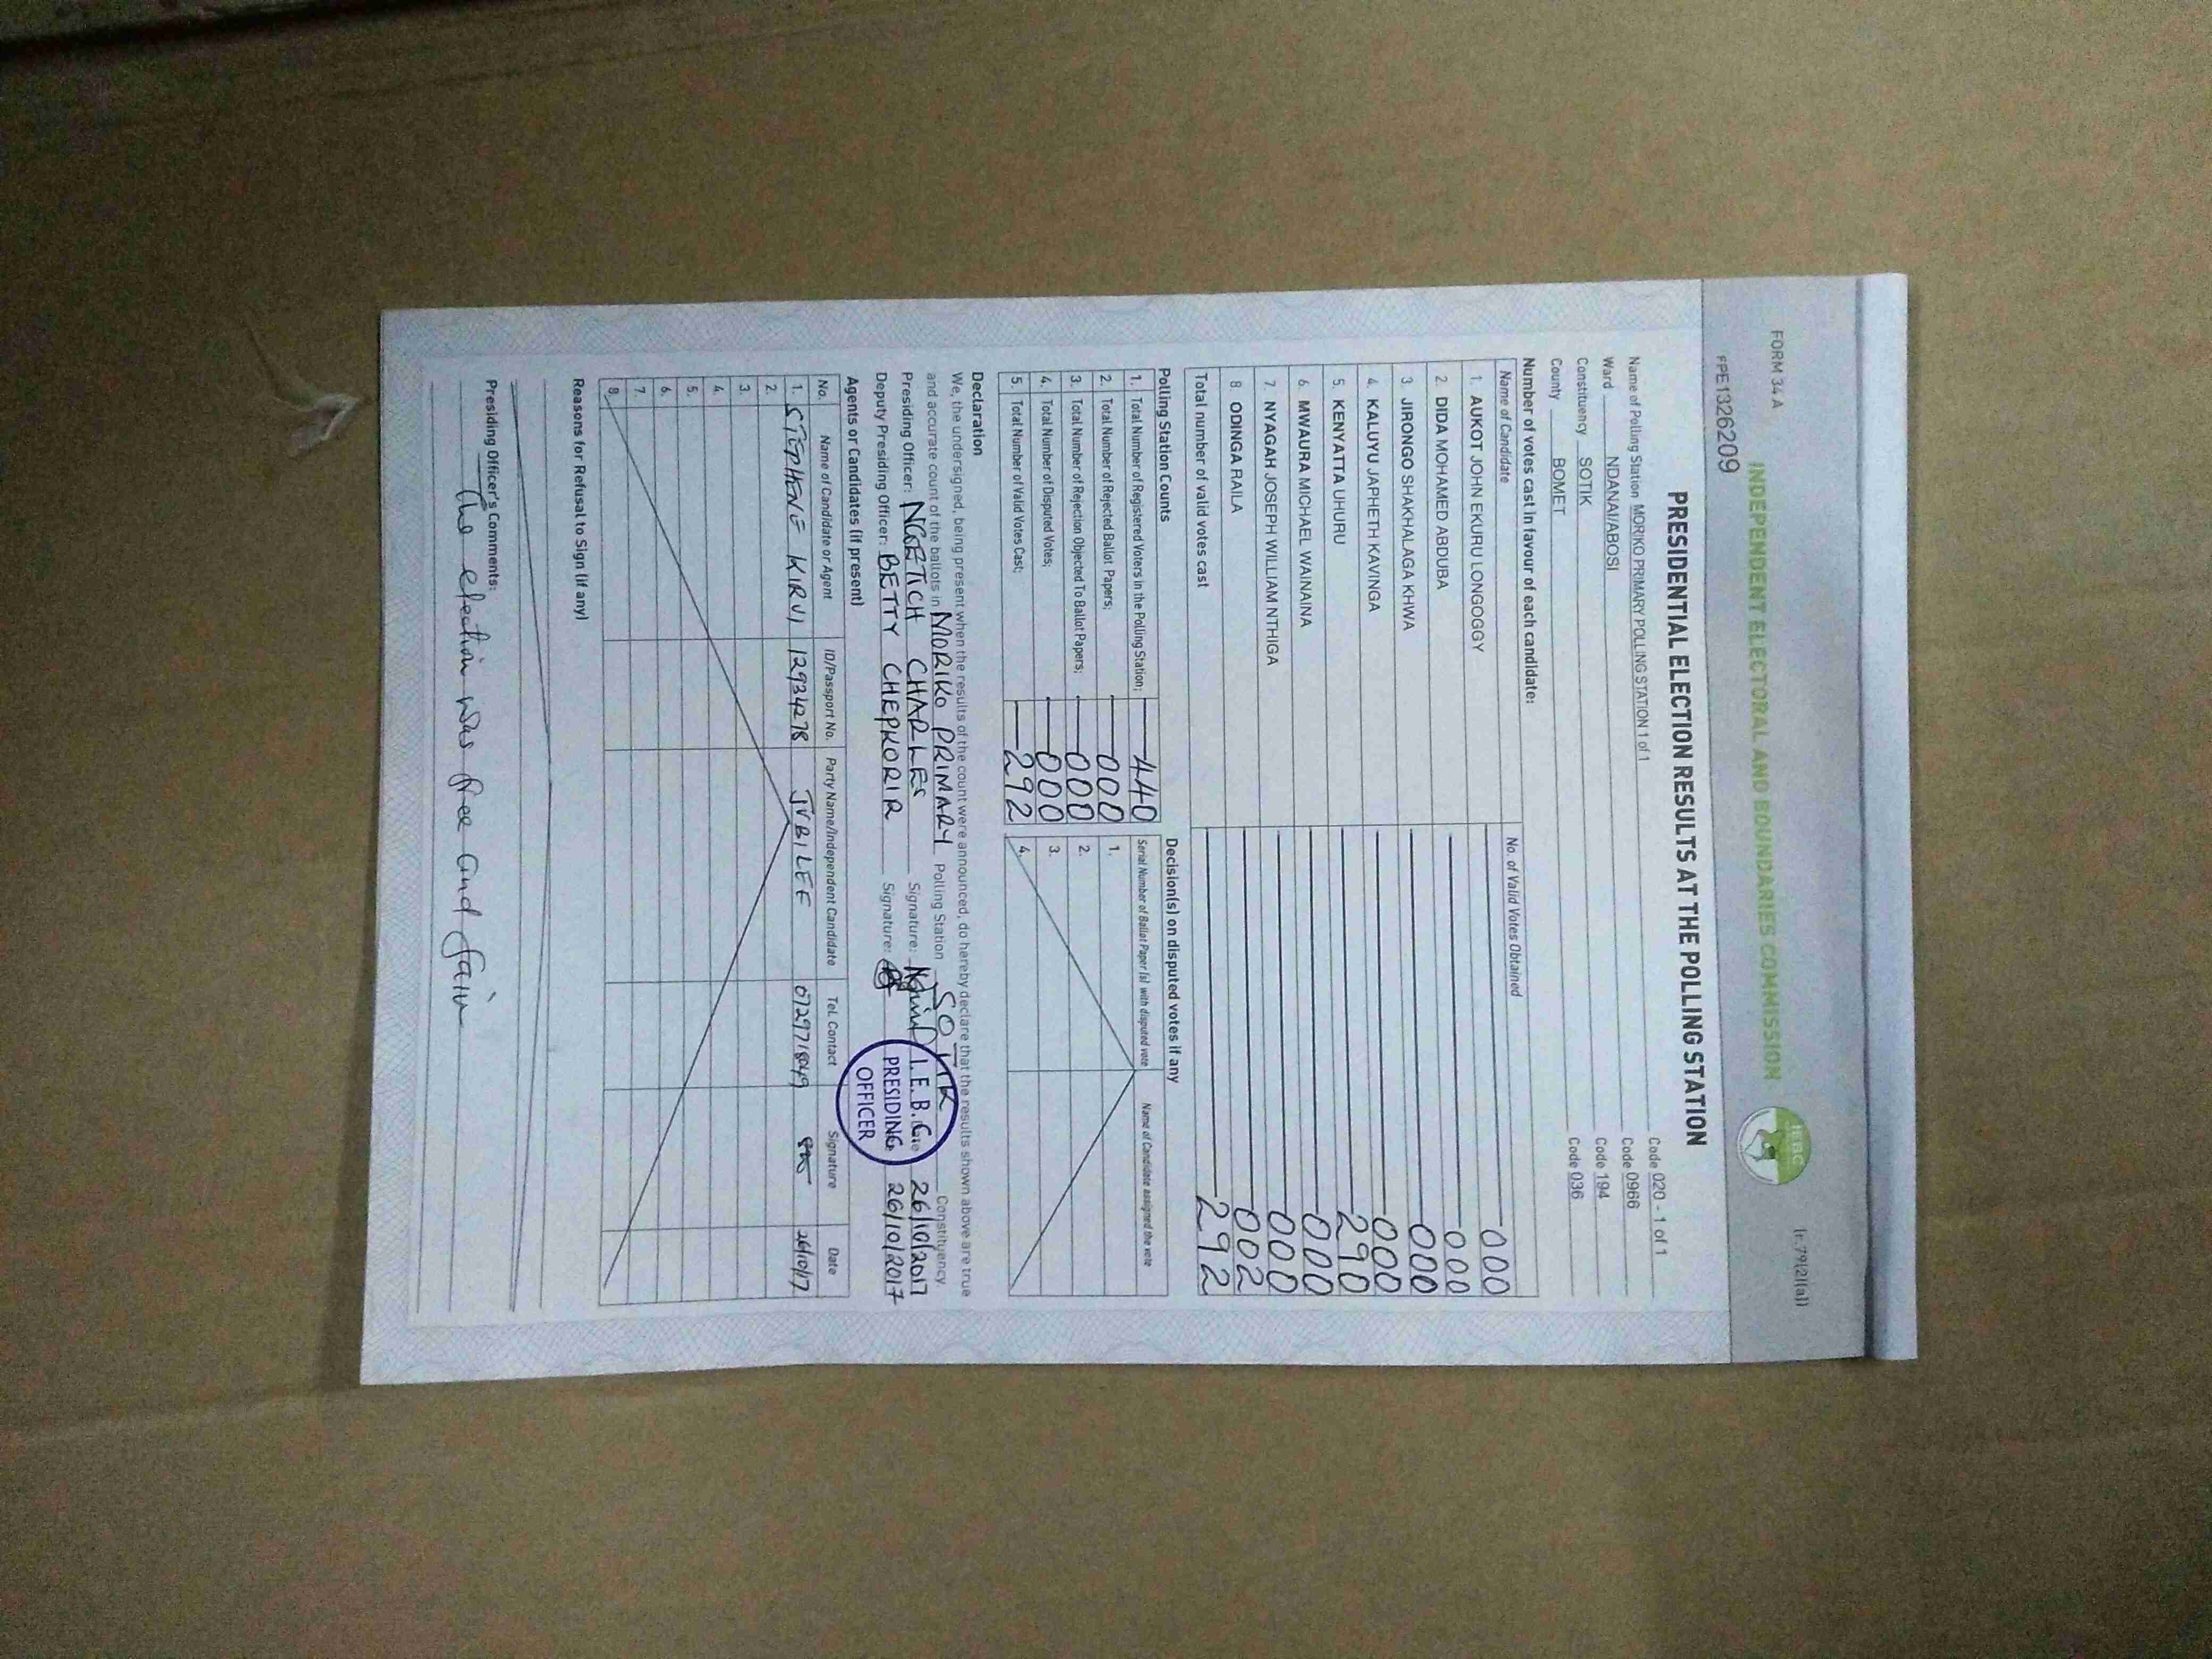 FORM 34 A
(r.79(2)(a))
INDEPENDENT ELECTORAL AND BOUNDARIES COMMISSION
IEBC
FPE1326209
PRESIDENTIAL ELECTION RESULTS AT THE POLLING STATION
Name of Polling Station MORIKO PRIMARY POLLING STATION 1 of 1 Code 020 - 1 of 1
Ward NDANAI/ABOSI Code 0966
Constituency SOTIK Code 194
County BOMET Code 036
Number of votes cast in favour of each candidate:
Name of Candidate No. of Valid Votes Obtained
1. AUKOT JOHN EKURU LONGOGGY 000
2. DIDA MOHAMED ABDUBA 000
3. JIRONGO SHAKHALAGA KHWA 000
4. KALUYU JAPHETH KAVINGA 000
5. KENYATTA UHURU 290
6. MWAURA MICHAEL WAINAINA 000
7. NYAGAH JOSEPH WILLIAM NTHIGA 000
8. ODINGA RAILA 002
Total number of valid votes cast 292
Polling Station Counts
1. Total Number of Registered Voters in the Polling Station; 440
2. Total Number of Rejected Ballot Papers; 000
3. Total Number of Rejection Objected To Ballot Papers; 000
4. Total Number of Disputed Votes; 000
5. Total Number of Valid Votes Cast; 292
Decision(s) on disputed votes if any
Serial Number of Ballot Paper (s) with disputed vote Name of Candidate assigned the vote
1.
2.
3.
4.
Declaration
We, the undersigned, being present when the results of the count were announced, do hereby declare that the results shown above are true
and accurate count of the ballots in MORIKO PRIMARY Polling Station SOTIK Constituency.
Presiding Officer: NGETICH CHARLES Signature: 26/10/2017
Deputy Presiding Officer: BETTY CHEPKORIR Signature: 26/10/2017
I.E.B.C
PRESIDING
OFFICER
Agents or Candidates (if present)
No. Name of Candidate or Agent ID/Passport No. Party Name/Independent Candidate Tel. Contact Signature Date
1. STEPHENE KIRUI 12934278 JUBILEE 0729718049 26/10/17
2.
3.
4.
5.
6.
7.
8.
Reasons for Refusal to Sign (if any)
Presiding Officer's Comments:
The election was free and fair